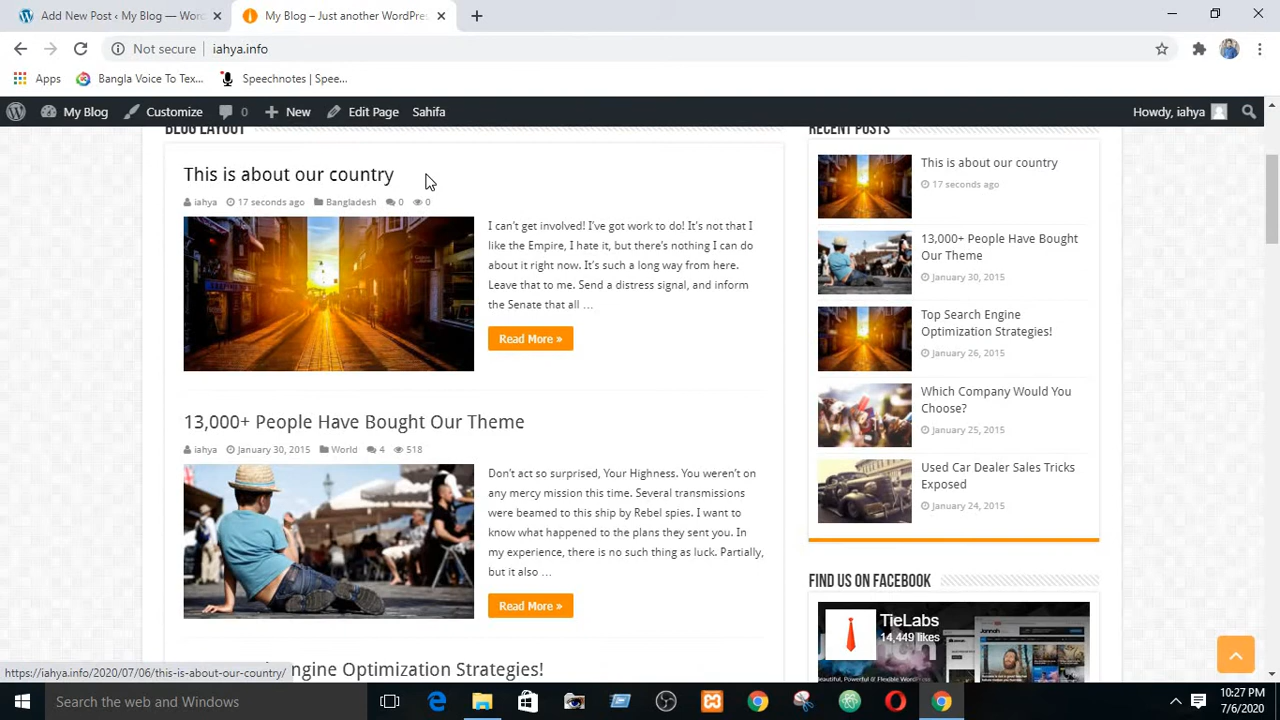 Add New Post ‹ My Blog — Wor
My Blog – Just another WordPres
Not secure
iahya.info
Apps
Bangla Voice To Tex...
Speechnotes | Spee...
My Blog
Customize
0
New
Edit Page
Sahifa
Howdy, iahya
BLOG LAYOUT
This is about our country
iahya 17 seconds ago Bangladesh 0 0
I can’t get involved! I’ve got work to do! It’s not that I
like the Empire, I hate it, but there’s nothing I can do
about it right now. It’s such a long way from here.
Leave that to me. Send a distress signal, and inform
the Senate that all …
Read More »
13,000+ People Have Bought Our Theme
iahya January 30, 2015 World 4 518
Don’t act so surprised, Your Highness. You weren’t on
any mercy mission this time. Several transmissions
were beamed to this ship by Rebel spies. I want to
know what happened to the plans they sent you. In
my experience, there is no such thing as luck. Partially,
but it also …
Read More »
Engine Optimization Strategies!
RECENT POSTS
This is about our country
17 seconds ago
13,000+ People Have Bought
Our Theme
January 30, 2015
Top Search Engine
Optimization Strategies!
January 26, 2015
Which Company Would You
Choose?
January 25, 2015
Used Car Dealer Sales Tricks
Exposed
January 24, 2015
FIND US ON FACEBOOK
TieLabs
14,449 likes
https://iahya.info/2020/07/06/this-is-about-our-country/
Search the web and Windows
10:27 PM
7/6/2020